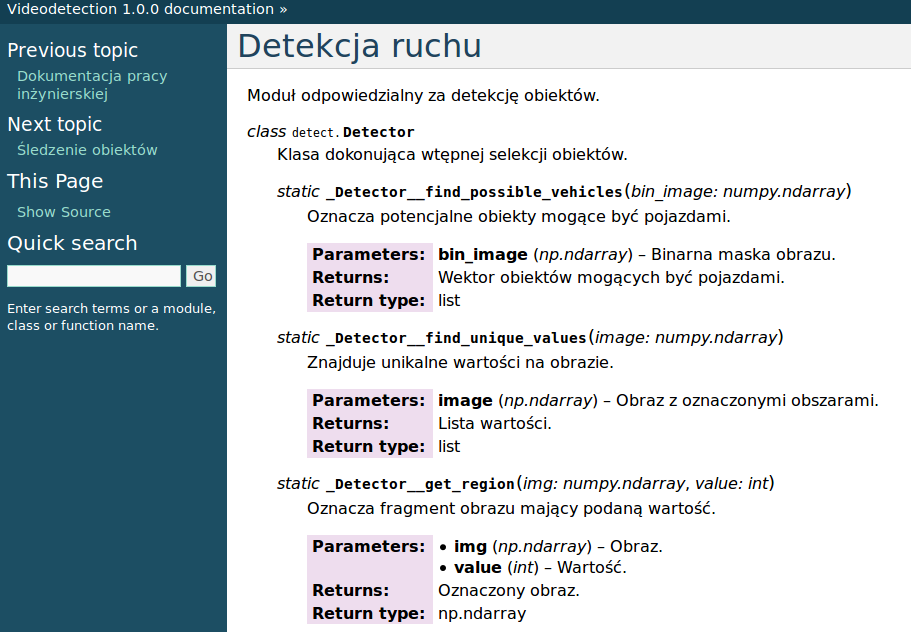 Videodetection 1.0.0 documentation »
Previous topic
Dokumentacja pracy
inżynierskiej
Next topic
Śledzenie obiektów
This Page
Show Source
Quick search
Go
Enter search terms or a module,
class or function name.
Detekcja ruchu
Moduł odpowiedzialny za detekcję obiektów.
class detect.Detector
Klasa dokonująca wtępnej selekcji obiektów.
static _Detector__find_possible_vehicles(bin_image: numpy.ndarray)
Oznacza potencjalne obiekty mogące być pojazdami.
Parameters: bin_image (np.ndarray) – Binarna maska obrazu.
Returns: Wektor obiektów mogących być pojazdami.
Return type: list
static _Detector__find_unique_values(image: numpy.ndarray)
Znajduje unikalne wartości na obrazie.
Parameters: image (np.ndarray) – Obraz z oznaczonymi obszarami.
Returns: Lista wartości.
Return type: list
static _Detector__get_region(img: numpy.ndarray, value: int)
Oznacza fragment obrazu mający podaną wartość.
Parameters: • img (np.ndarray) – Obraz.
• value (int) – Wartość.
Returns: Oznaczony obraz.
Return type: np.ndarray